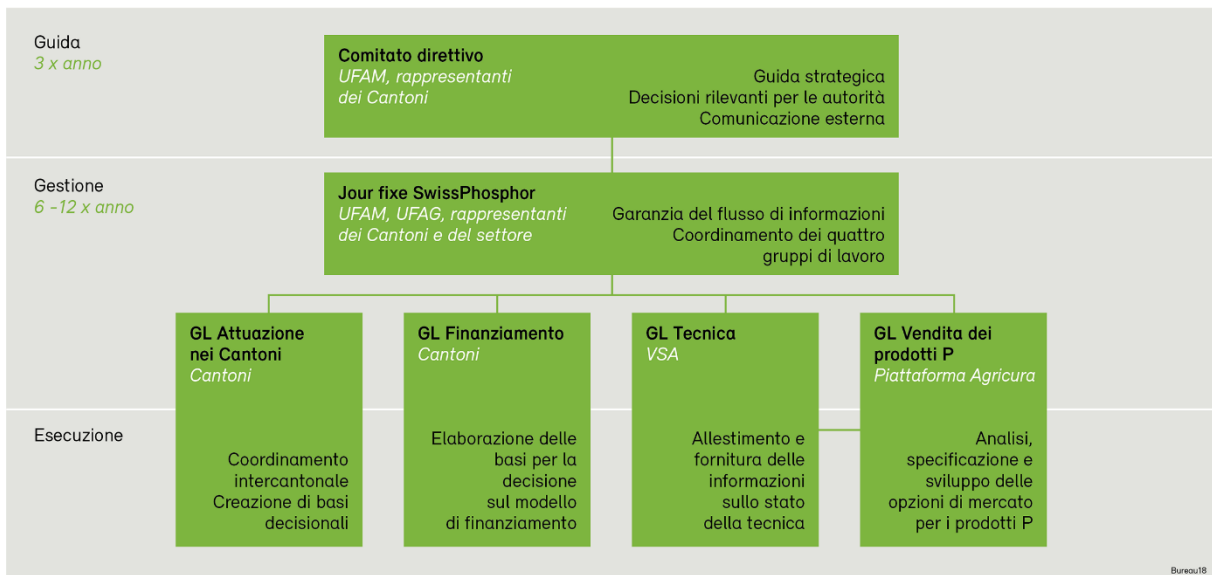 Guida
3 x anno
Comitato direttivo
UFAM, rappresentanti
dei Cantoni
Guida strategica
Decisioni rilevanti per le autorità
Comunicazione esterna
Gestione
6 -12 x anno
Jour fixe SwissPhosphor
UFAM, UFAG, rappresentanti
dei Cantoni e del settore
Garanzia del flusso di informazioni
Coordinamento dei quattro
gruppi di lavoro
GL Attuazione
nei Cantoni
Cantoni
GL Finanziamento
Cantoni
GL Tecnica
VSA
GL Vendita dei
prodotti P
Piattaforma Agricura
Esecuzione
Coordinamento
intercantonale
Creazione di basi
decisionali
Elaborazione delle
basi per la
decisione
sul modello
di finanziamento
Allestimento e
fornitura delle
informazioni
sullo stato
della tecnica
Analisi,
specificazione e
sviluppo delle
opzioni di mercato
per i prodotti P
Bureau18